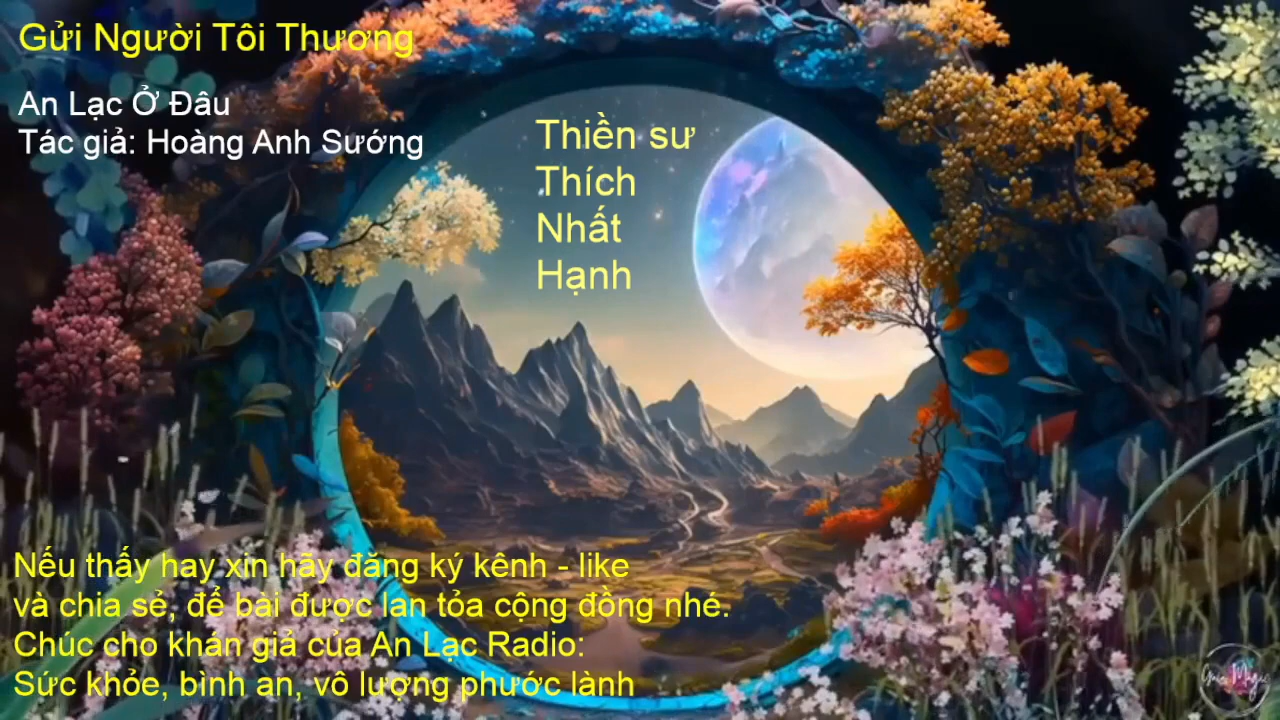 Gửi Người Tôi Thương
An Lạc Ở Đâu
Tác giả: Hoàng Anh Sướng
Thiền sư
Thích
Nhất
Hạnh
Nếu thấy hay xin hãy đăng ký kênh - like
và chia sẻ, để bài được lan tỏa cộng đồng nhé.
Chúc cho khán giả của An Lạc Radio:
Sức khỏe, bình an, vô lượng phước lành
Gaia Magic